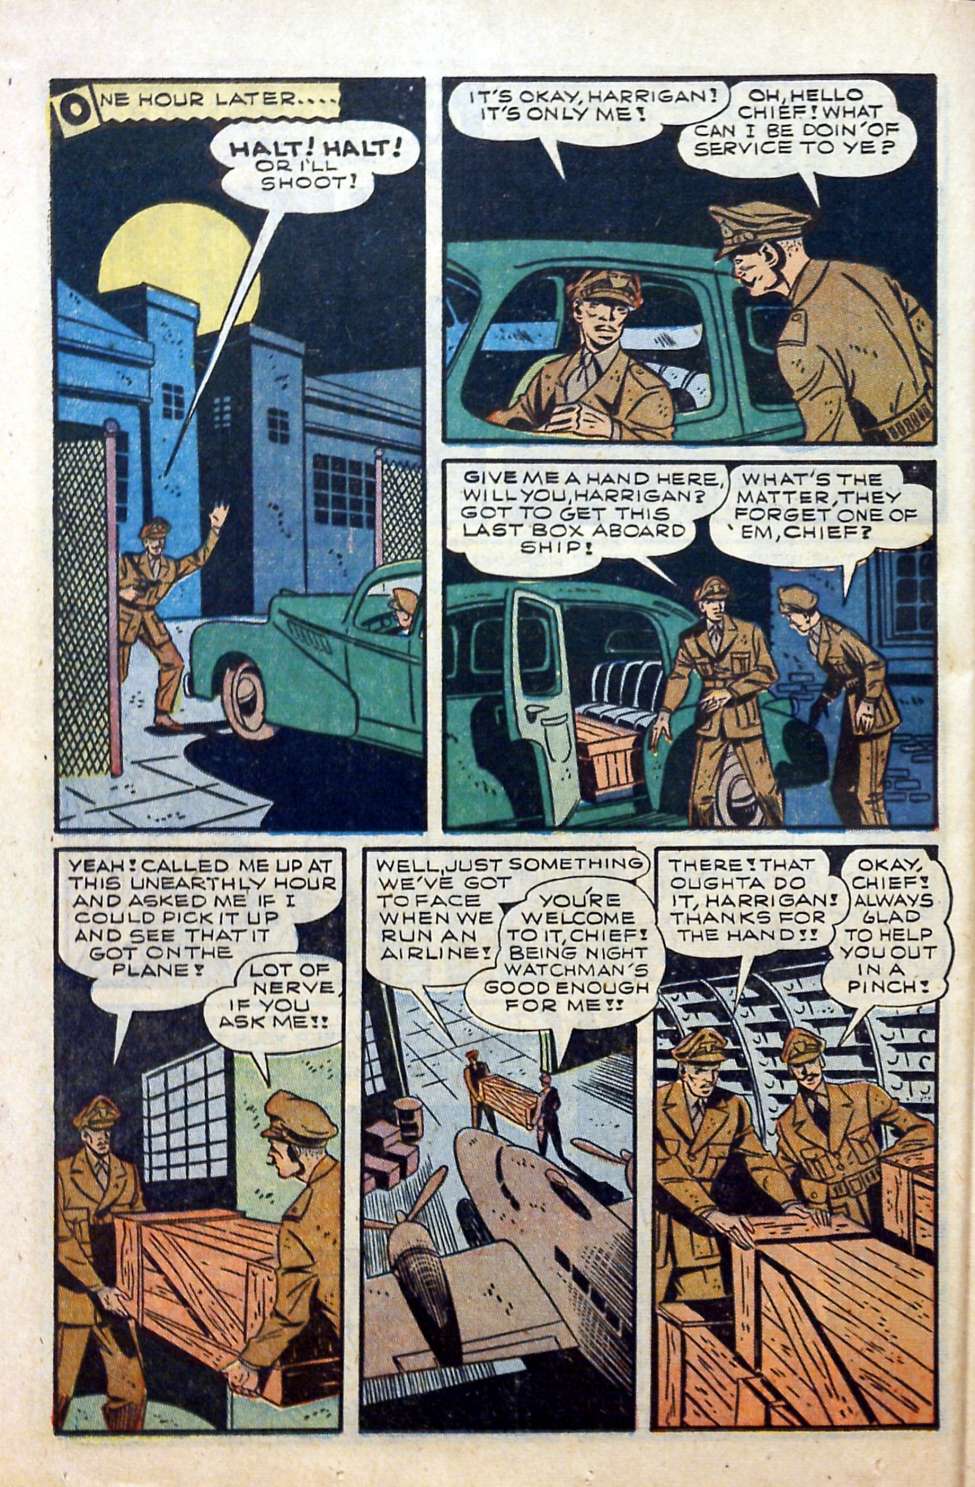 ONE HOUR LATER....
HALT! HALT!
OR I'LL
SHOOT!
IT'S OKAY, HARRIGAN!
IT'S ONLY ME!
OH, HELLO
CHIEF! WHAT
CAN I BE DOIN' OF
SERVICE TO YE?
GIVE ME A HAND HERE,
WILL YOU, HARRIGAN?
GOT TO GET THIS
LAST BOX ABOARD
SHIP!
WHAT'S THE
MATTER, THEY
FORGET ONE OF
'EM, CHIEF?
YEAH! CALLED ME UP AT
THIS UNEARTHLY HOUR
AND ASKED ME IF I
COULD PICK IT UP
AND SEE THAT IT
GOT ON THE
PLANE!
LOT OF
NERVE,
IF YOU
ASK ME!!
WELL, JUST SOMETHING
WE'VE GOT
TO FACE
WHEN WE
RUN AN
AIRLINE!
YOU'RE
WELCOME
TO IT, CHIEF!
BEING NIGHT
WATCHMAN'S
GOOD ENOUGH
FOR ME!!
THERE! THAT
OUGHTA DO
IT, HARRIGAN!
THANKS FOR
THE HAND!!
OKAY,
CHIEF!
ALWAYS
GLAD
TO HELP
YOU OUT
IN A
PINCH!